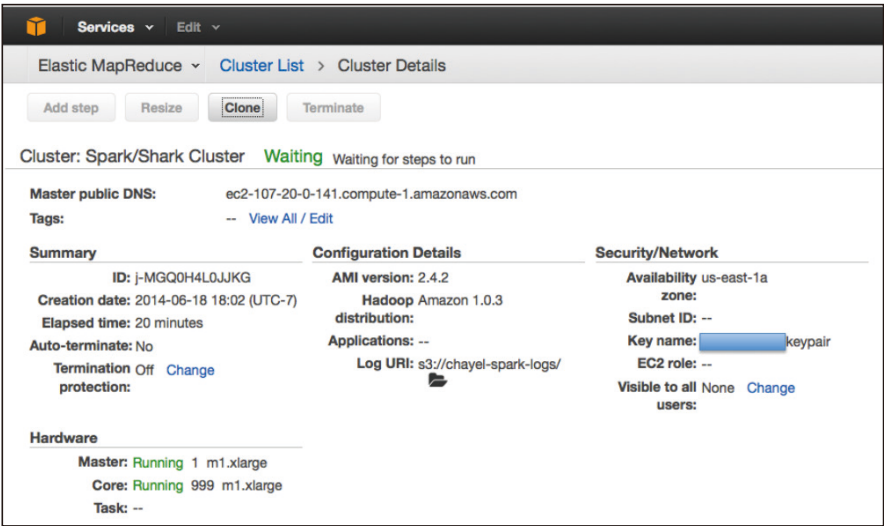 Services Edit
Elastic MapReduce Cluster List > Cluster Details
Add step Resize Clone Terminate
Cluster: Spark/Shark Cluster Waiting Waiting for steps to run
Master public DNS: ec2-107-20-0-141.compute-1.amazonaws.com
Tags: -- View All / Edit
Summary
ID: j-MGQ0H4L0JJKG
Creation date: 2014-06-18 18:02 (UTC-7)
Elapsed time: 20 minutes
Auto-terminate: No
Termination protection: Off Change
Configuration Details
AMI version: 2.4.2
Hadoop distribution: Amazon 1.0.3
Applications: --
Log URI: s3://chayel-spark-logs/
Security/Network
Availability zone: us-east-1a
Subnet ID: --
Key name: keypair
EC2 role: --
Visible to all users: None Change
Hardware
Master: Running 1 m1.xlarge
Core: Running 999 m1.xlarge
Task: --